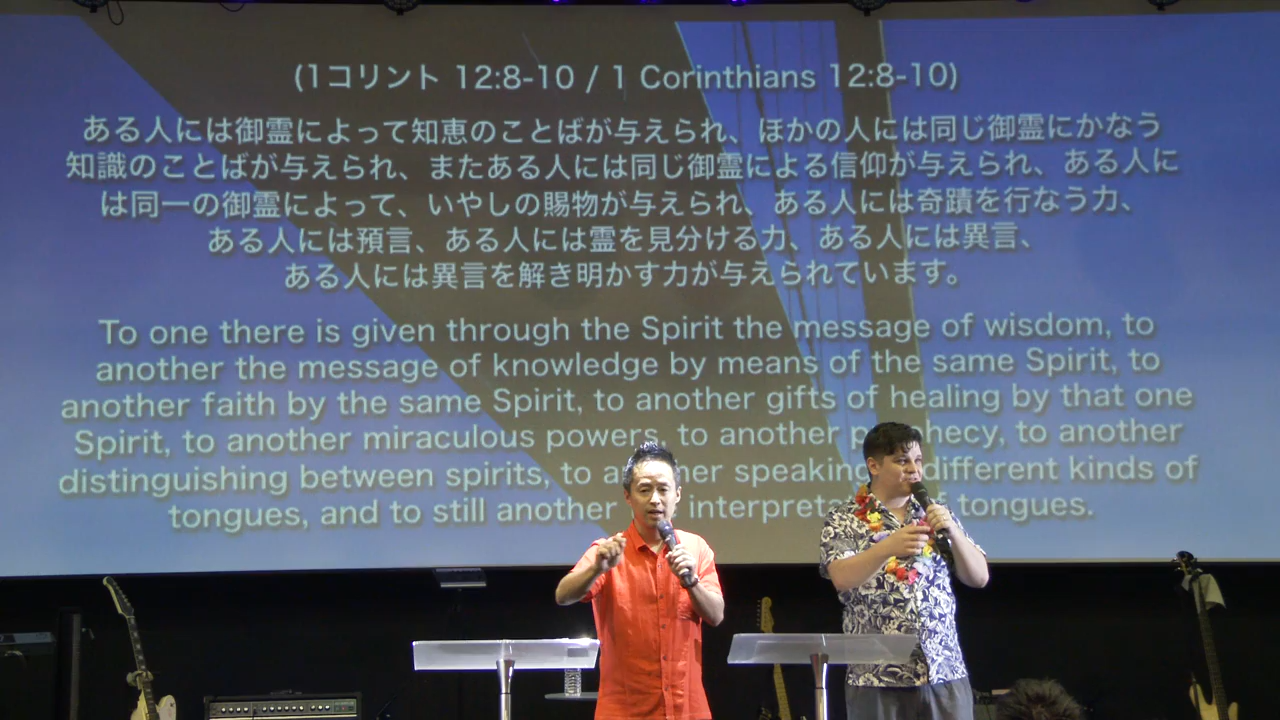 (1コリント 12:8-10 / 1 Corinthians 12:8-10)
ある人には御霊によって知恵のことばが与えられ、ほかの人には同じ御霊にかなう
知識のことばが与えられ、またある人には同じ御霊による信仰が与えられ、ある人に
は同一の御霊によって、いやしの賜物が与えられ、ある人には奇蹟を行なう力、
ある人には預言、ある人には霊を見分ける力、ある人には異言、
ある人には異言を解き明かす力が与えられています。
To one there is given through the Spirit the message of wisdom, to
another the message of knowledge by means of the same Spirit, to
another faith by the same Spirit, to another gifts of healing by that one
Spirit, to another miraculous powers, to another prophecy, to another
distinguishing between spirits, to another speaking different kinds of
tongues, and to still another interpretation of tongues.